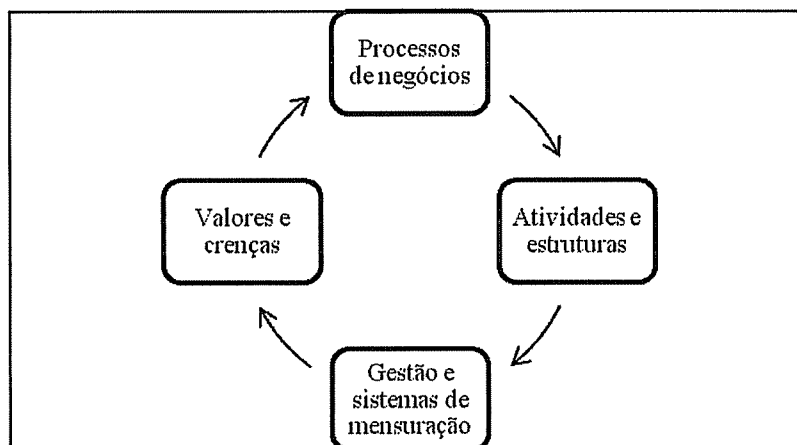 Processos
de negócios
Valores e
crenças
Atividades e
estruturas
Gestão e
sistemas de
mensuração